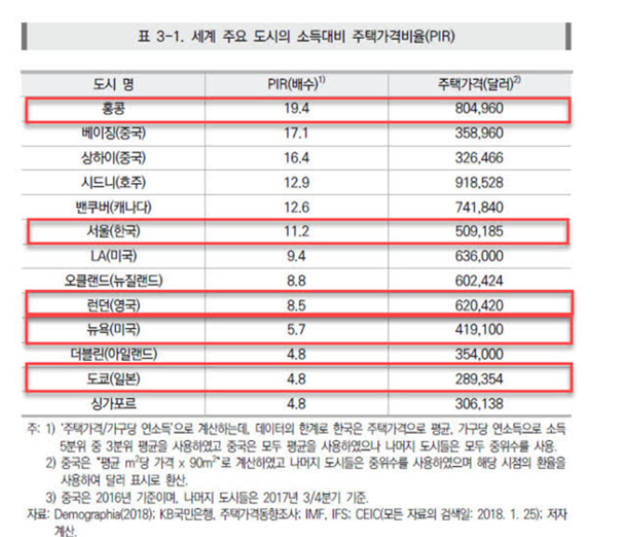 표 3-1. 세계 주요 도시의 소득대비 주택가격비율(PIR)
도시 명 PIR(배수)1) 주택가격(달러)2)
홍콩 19.4 804,960
베이징(중국) 17.1 358,960
상하이(중국) 16.4 326,466
시드니(호주) 12.9 918,528
밴쿠버(캐나다) 12.6 741,840
서울(한국) 11.2 509,185
LA(미국) 9.4 636,000
오클랜드(뉴질랜드) 8.8 602,424
런던(영국) 8.5 620,420
뉴욕(미국) 5.7 419,100
더블린(아일랜드) 4.8 354,000
도쿄(일본) 4.8 289,354
싱가포르 4.8 306,138
주: 1) '주택가격/가구당 연소득'으로 계산하는데, 데이터의 한계로 한국은 주택가격으로 평균, 가구당 연소득으로 소득
5분위 중 3분위 평균을 사용하였고 중국은 모두 평균을 사용하였으나 나머지 도시들은 모두 중위수를 사용.
2) 중국은 "평균 m²당 가격 x 90m²"로 계산하였고 나머지 도시들은 중위수를 사용하였으며 해당 시점의 환율을
사용하여 달러 표시로 환산.
3) 중국은 2016년 기준이며, 나머지 도시들은 2017년 3/4분기 기준.
자료: Demographia(2018); KB국민은행, 주택가격동향조사; IMF, IFS; CEIC(모든 자료의 검색일: 2018. 1. 25); 저자
계산.